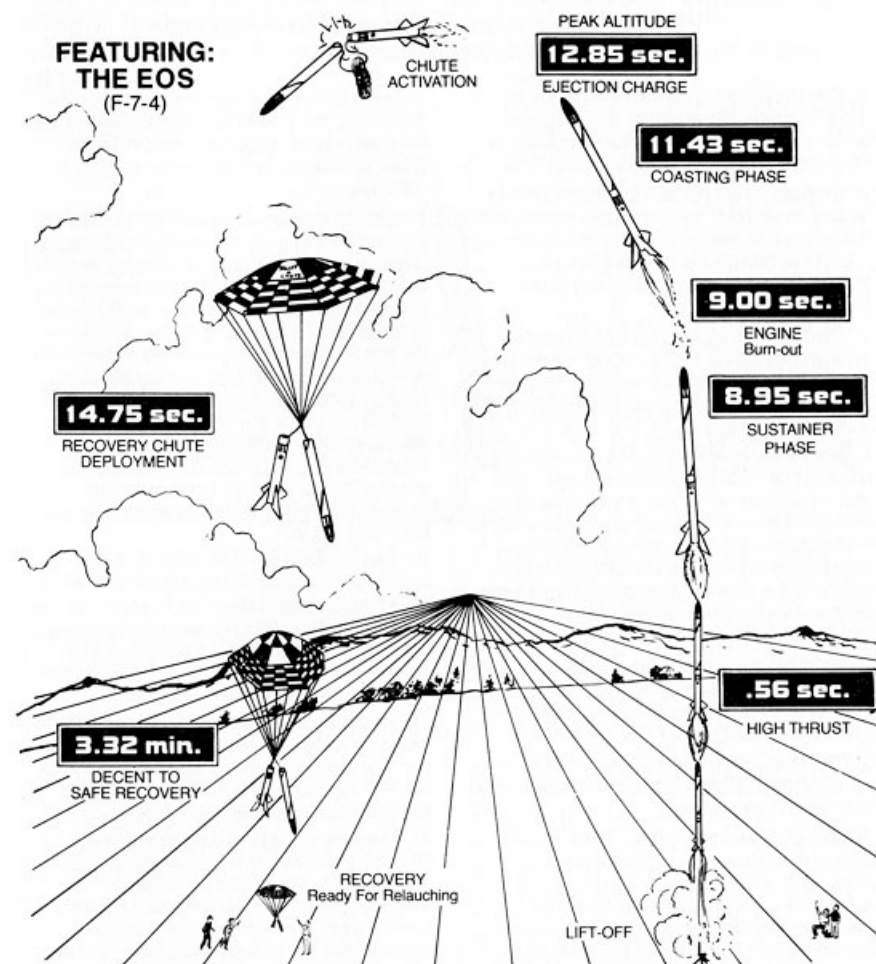 FEATURING:
THE EOS
(F-7-4)
CHUTE
ACTIVATION
PEAK ALTITUDE
12.85 sec.
EJECTION CHARGE
11.43 sec.
COASTING PHASE
9.00 sec.
ENGINE
Burn-out
8.95 sec.
SUSTAINER
PHASE
14.75 sec.
RECOVERY CHUTE
DEPLOYMENT
.56 sec.
HIGH THRUST
3.32 min.
DECENT TO
SAFE RECOVERY
RECOVERY
Ready For Relauching
LIFT-OFF